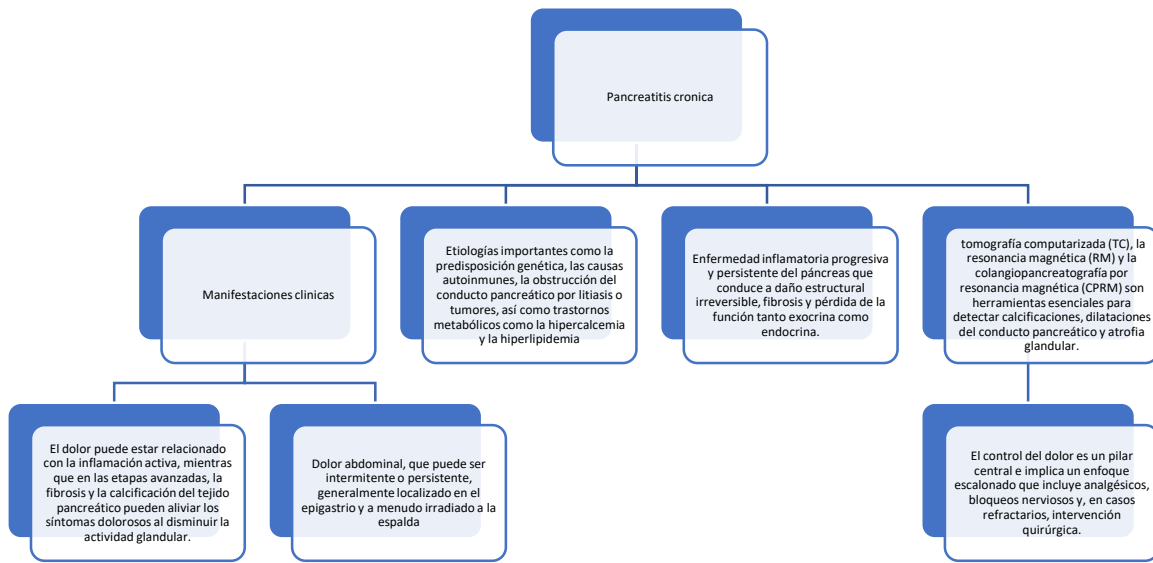 Pancreatitis cronica
Manifestaciones clinicas
Etiologías importantes como la
predisposición genética, las causas
autoinmunes, la obstrucción del
conducto pancreático por litiasis o
tumores, así como trastornos
metabólicos como la hipercalcemia
y la hiperlipidemia
Enfermedad inflamatoria progresiva
y persistente del páncreas que
conduce a daño estructural
irreversible, fibrosis y pérdida de la
función tanto exocrina como
endocrina.
tomografía computarizada (TC), la
resonancia magnética (RM) y la
colangiopancreatografía por
resonancia magnética (CPRM) son
herramientas esenciales para
detectar calcificaciones, dilataciones
del conducto pancreático y atrofia
glandular.
El dolor puede estar relacionado
con la inflamación activa, mientras
que en las etapas avanzadas, la
fibrosis y la calcificación del tejido
pancreático pueden aliviar los
síntomas dolorosos al disminuir la
actividad glandular.
Dolor abdominal, que puede ser
intermitente o persistente,
generalmente localizado en el
epigastrio y a menudo irradiado a la
espalda
El control del dolor es un pilar
central e implica un enfoque
escalonado que incluye analgésicos,
bloqueos nerviosos y, en casos
refractarios, intervención
quirúrgica.